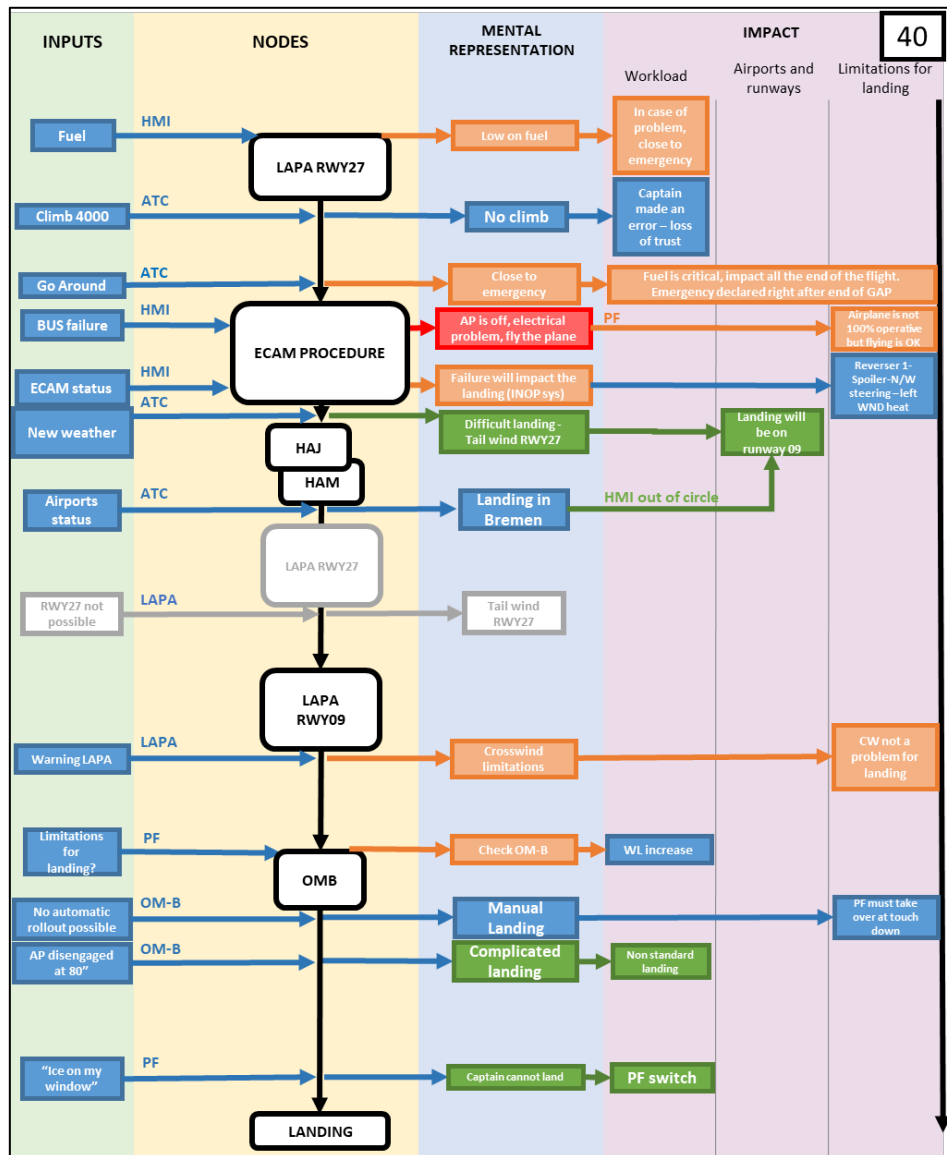 40
INPUTS
NODES
MENTAL
REPRESENTATION
IMPACT
Workload
Airports and
runways
Limitations for
landing
Fuel
HMI
LAPA RWY27
Low on fuel
In case of
problem,
close to
emergency
Climb 4000
ATC
No climb
Captain
made an
error – loss
of trust
Go Around
ATC
Close to
emergency
Fuel is critical, impact all the end of the flight.
Emergency declared right after end of GAP
BUS failure
HMI
ECAM PROCEDURE
AP is off, electrical
problem, fly the plane
PF
Airplane is not
100% operative
but flying is OK
ECAM status
HMI
Failure will impact the
landing (INOP sys)
Reverser 1-
Spoiler-N/W
steering – left
WND heat
New weather
ATC
HAJ
Difficult landing -
Tail wind RWY27
Landing will
be on
runway 09
HAM
Airports
status
ATC
Landing in
Bremen
HMI out of circle
LAPA RWY27
RWY27 not
possible
LAPA
Tail wind
RWY27
LAPA
RWY09
Warning LAPA
LAPA
Crosswind
limitations
CW not a
problem for
landing
Limitations
for
landing?
PF
OMB
Check OM-B
WL increase
No automatic
rollout possible
OM-B
Manual
Landing
PF must take
over at touch
down
AP disengaged
at 80”
OM-B
Complicated
landing
Non standard
landing
“Ice on my
window”
PF
Captain cannot land
PF switch
LANDING